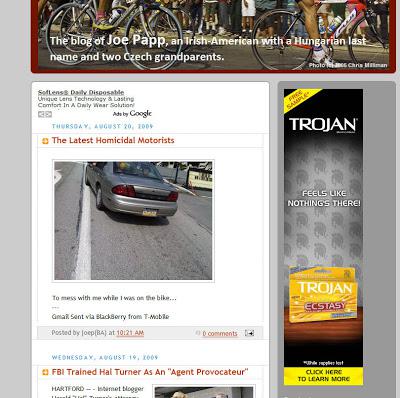 The blog of Joe Papp, an Irish-American with a Hungarian last
name and two Czech grandparents.
Photo (c) 2005 Chris Milliman
SofLens® Daily Disposable
Unique Lens Technology & Lasting
Comfort In A Daily Wear Solution!
Ads by Google
THURSDAY, AUGUST 20, 2009
The Latest Homicidal Motorists
To mess with me while I was on the bike...
Gmail Sent via BlackBerry from T-Mobile
Posted by Joep(BA) at 10:21 AM
0 comments
WEDNESDAY, AUGUST 19, 2009
FBI Trained Hal Turner As An "Agent Provocateur"
HARTFORD — - Internet blogger
Harold "Hal" Turner's attorney
FREE SAMPLE*
TROJAN
FEELS LIKE
NOTHING'S THERE!
TROJAN
ECSTASY
*While supplies last
CLICK HERE
TO LEARN MORE